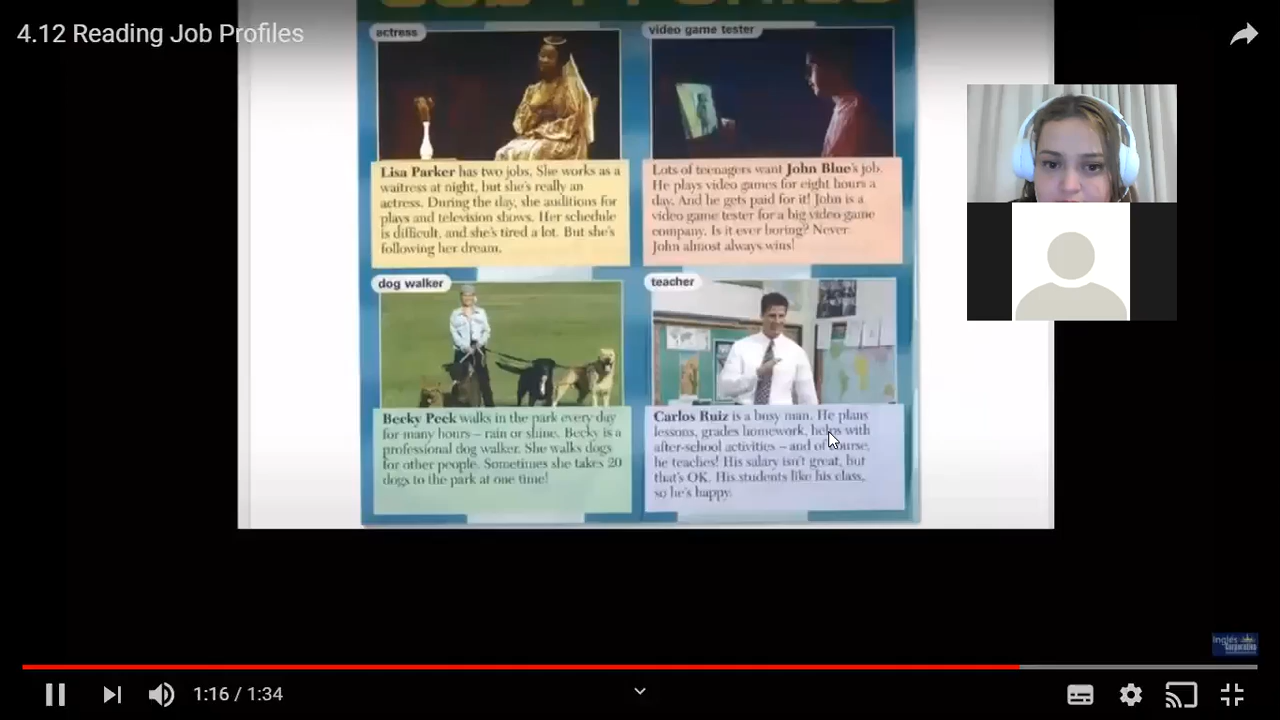 4.12 Reading Job Profiles
actress
video game tester
Lisa Parker has two jobs. She works as a
waitress at night, but she's really an
actress. During the day, she auditions for
plays and television shows. Her schedule
is difficult, and she's tired a lot. But she's
following her dream.
Lots of teenagers want John Blue's job.
He plays video games for eight hours a
day. And he gets paid for it! John is a
video game tester for a big video game
company. Is it ever boring? Never.
John almost always wins!
dog walker
teacher
Becky Peck walks in the park every day
for many hours – rain or shine. Becky is a
professional dog walker. She walks dogs
for other people. Sometimes she takes 20
dogs to the park at one time!
Carlos Ruiz is a busy man. He plans
lessons, grades homework, helps with
after-school activities – and of course,
he teaches! His salary isn't great, but
that's OK. His students like his class,
so he's happy.
Inglés
Corporativo
1:16 / 1:34